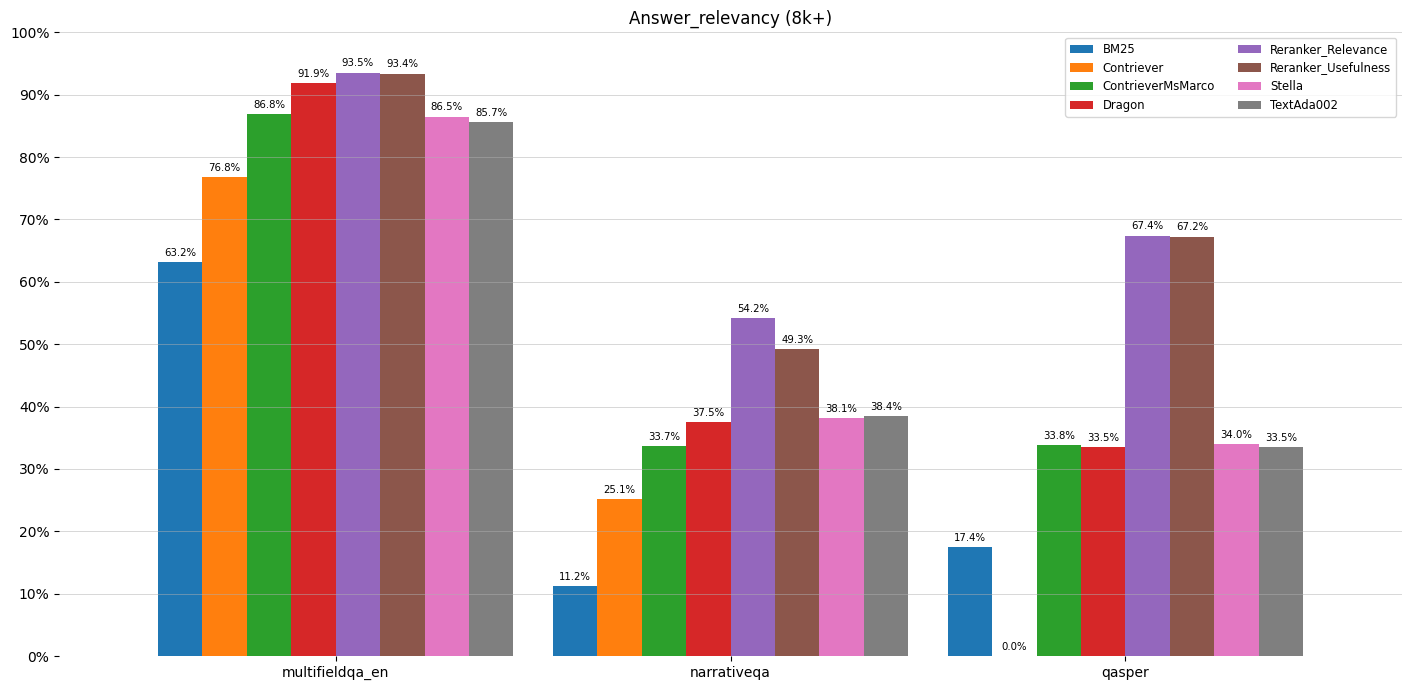 Answer_relevancy (8k+)
100%
90%
80%
70%
60%
50%
40%
30%
20%
10%
0%
BM25
Contriever
ContrieverMsMarco
Dragon
Reranker_Relevance
Reranker_Usefulness
Stella
TextAda002
63.2%
76.8%
86.8%
91.9%
93.5%
93.4%
86.5%
85.7%
11.2%
25.1%
33.7%
37.5%
54.2%
49.3%
38.1%
38.4%
17.4%
0.0%
33.8%
33.5%
67.4%
67.2%
34.0%
33.5%
multifieldqa_en
narrativeqa
qasper